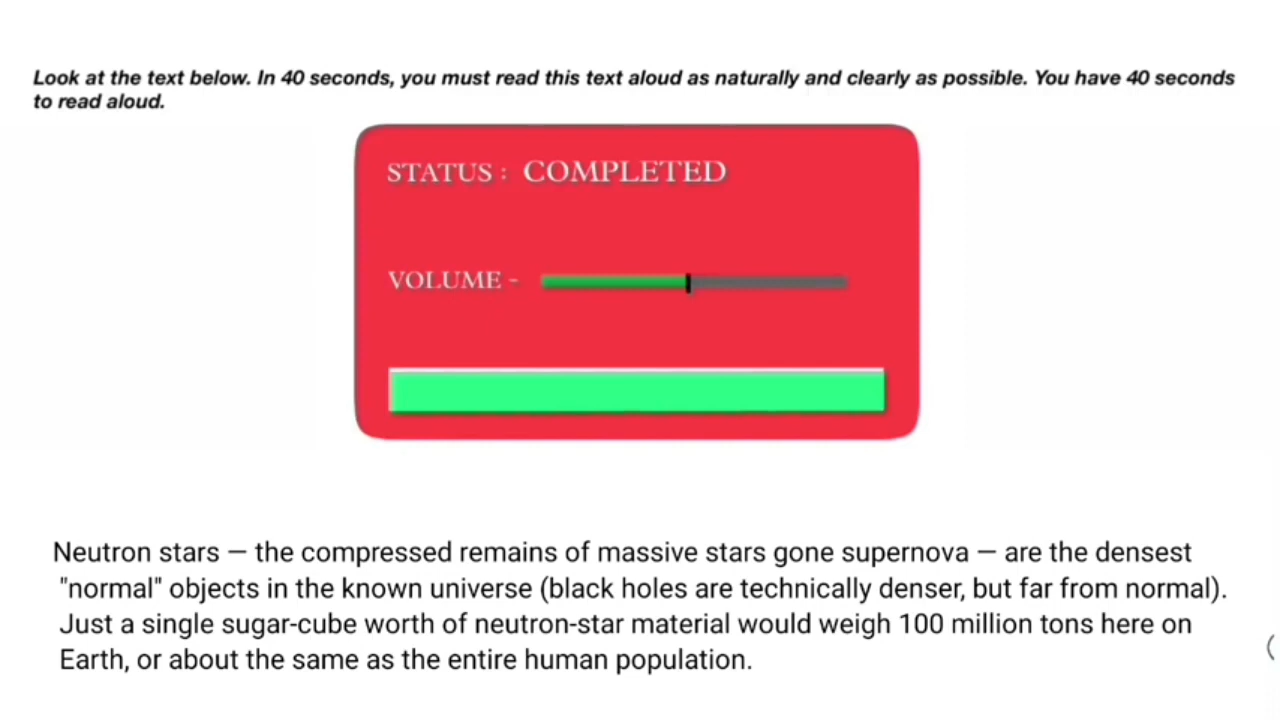 Look at the text below. In 40 seconds, you must read this text aloud as naturally and clearly as possible. You have 40 seconds
to read aloud.
STATUS : COMPLETED
VOLUME -
Neutron stars — the compressed remains of massive stars gone supernova — are the densest
"normal" objects in the known universe (black holes are technically denser, but far from normal).
Just a single sugar-cube worth of neutron-star material would weigh 100 million tons here on
Earth, or about the same as the entire human population.